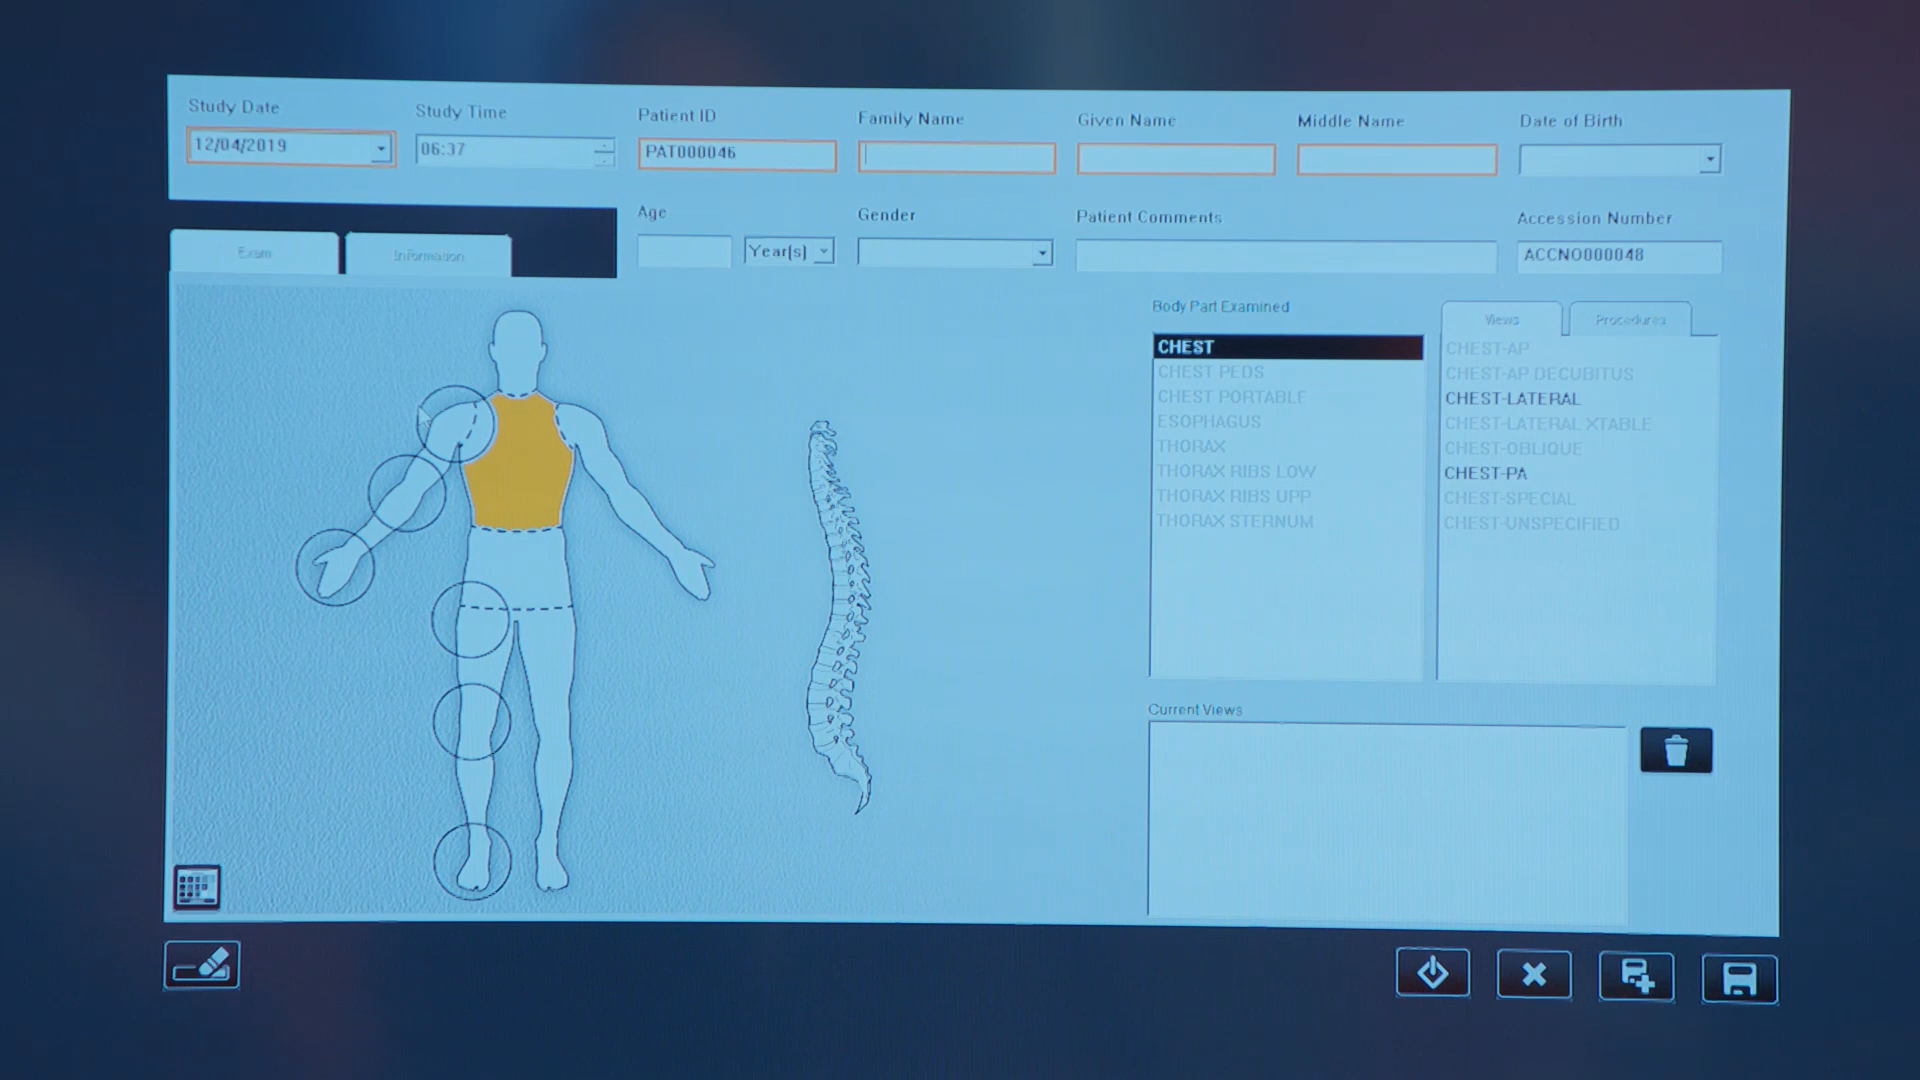 Study Date
Study Time
Patient ID
Family Name
Given Name
Middle Name
Date of Birth
12/04/2019
06:37
PAT000046
Age
Gender
Patient Comments
Accession Number
Year(s)
ACCNO000048
Exam
Information
Body Part Examined
Views
Procedures
CHEST
CHEST PEDS
CHEST PORTABLE
ESOPHAGUS
THORAX
THORAX RIBS LOW
THORAX RIBS UPP
THORAX STERNUM
CHEST-AP
CHEST-AP DECUBITUS
CHEST-LATERAL
CHEST-LATERAL XTABLE
CHEST-OBLIQUE
CHEST-PA
CHEST-SPECIAL
CHEST-UNSPECIFIED
Current Views